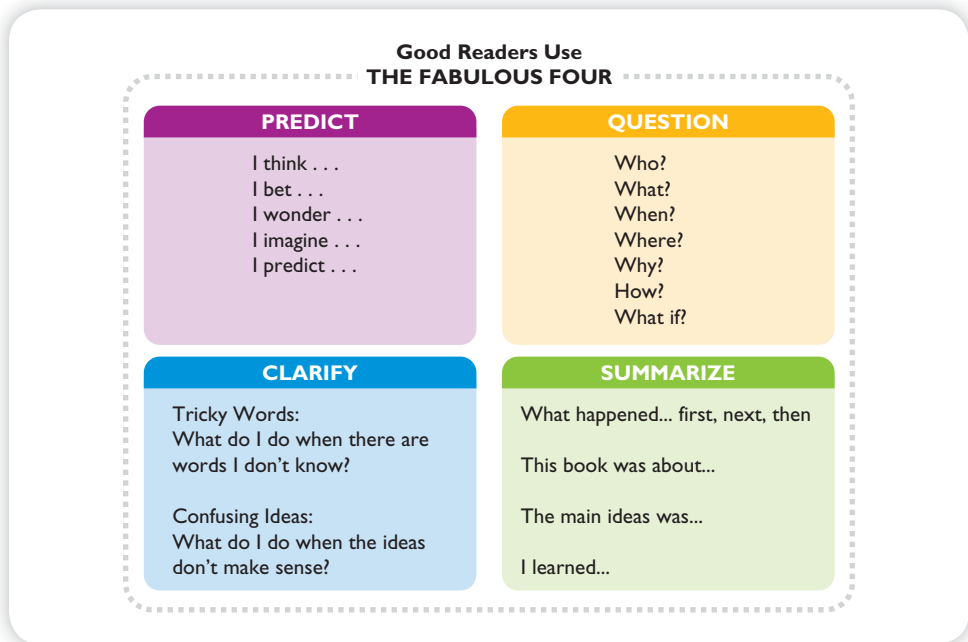 Good Readers Use
THE FABULOUS FOUR
PREDICT
I think . . .
I bet . . .
I wonder . . .
I imagine . . .
I predict . . .
QUESTION
Who?
What?
When?
Where?
Why?
How?
What if?
CLARIFY
Tricky Words:
What do I do when there are
words I don’t know?
Confusing Ideas:
What do I do when the ideas
don’t make sense?
SUMMARIZE
What happened... first, next, then
This book was about...
The main ideas was...
I learned...